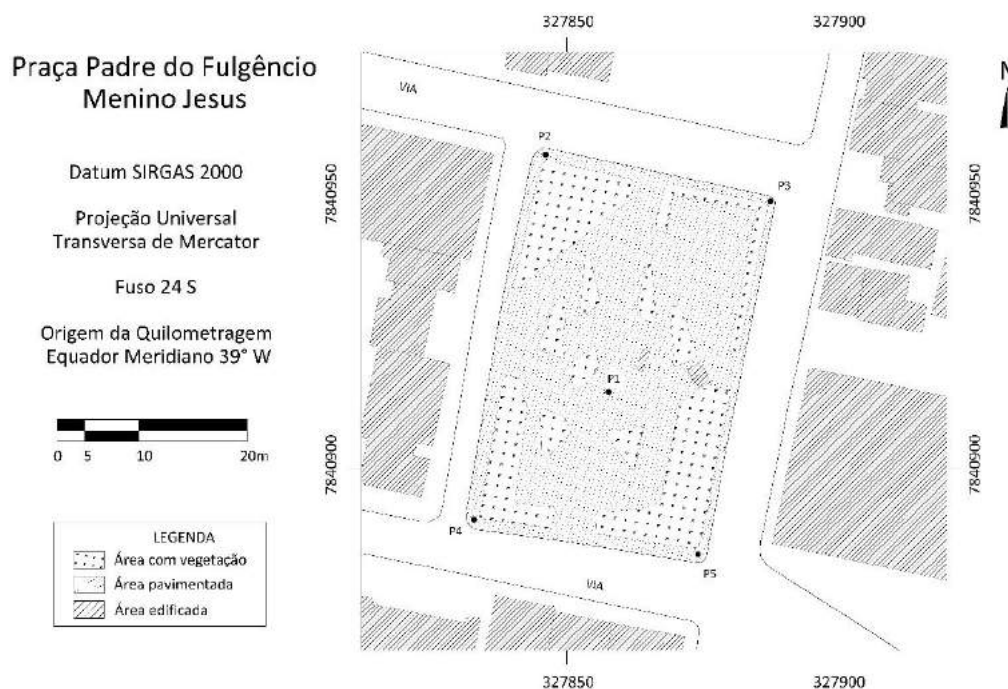 Praça Padre do Fulgêncio
Menino Jesus
Datum SIRGAS 2000
Projeção Universal
Transversa de Mercator
Fuso 24 S
Origem da Quilometragem
Equador Meridiano 39° W
0 5 10 20m
LEGENDA
Área com vegetação
Área pavimentada
Área edificada
327850 327900
N
VIA
P2
P3
7840950 7840950
P1
7840900 7840900
P4
P5
VIA
327850 327900